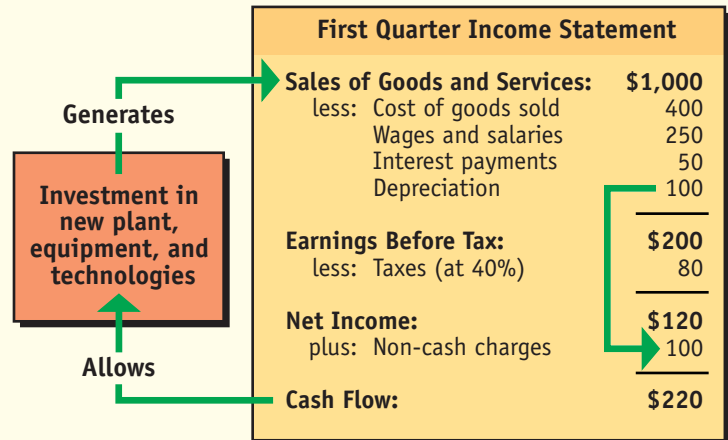 First Quarter Income Statement
Sales of Goods and Services: $1,000
less: Cost of goods sold 400
Wages and salaries 250
Interest payments 50
Depreciation 100
Earnings Before Tax: $200
less: Taxes (at 40%) 80
Net Income: $120
plus: Non-cash charges 100
Cash Flow: $220
Generates
Investment in
new plant,
equipment, and
technologies
Allows